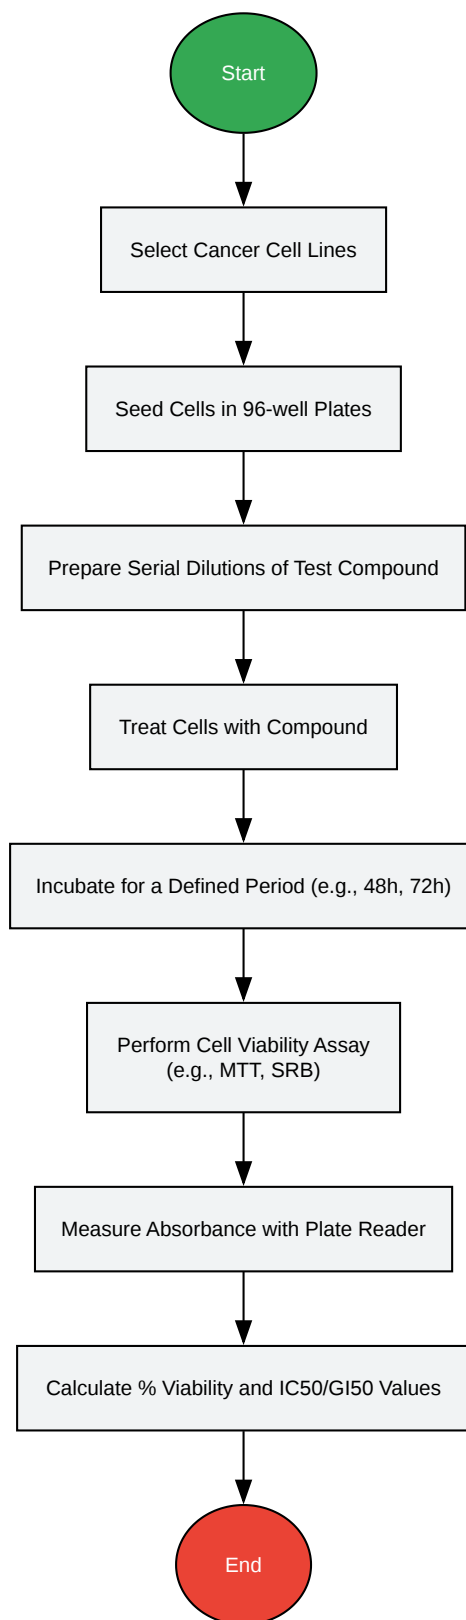 Start
Select Cancer Cell Lines
Seed Cells in 96-well Plates
Prepare Serial Dilutions of Test Compound
Treat Cells with Compound
Incubate for a Defined Period (e.g., 48h, 72h)
Perform Cell Viability Assay
(e.g., MTT, SRB)
Measure Absorbance with Plate Reader
Calculate % Viability and IC50/GI50 Values
End